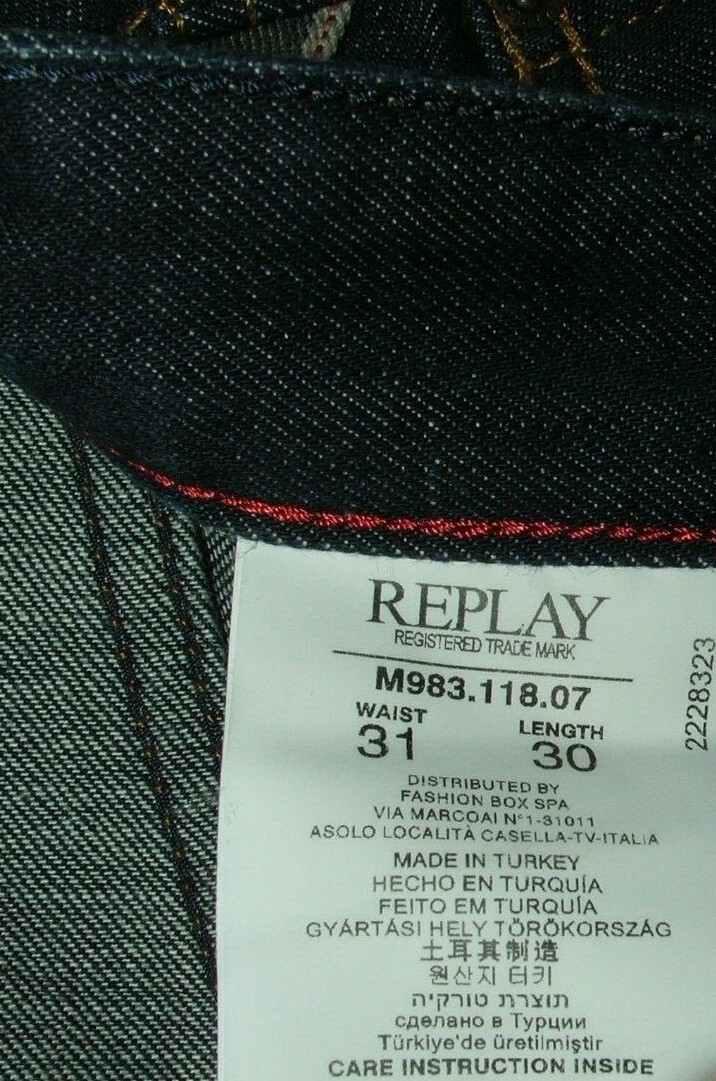 REPLAY
REGISTERED TRADE MARK
M983.118.07
WAIST LENGTH
31 30
DISTRIBUTED BY
FASHION BOX SPA
VIA MARCOAI N°1-31011
ASOLO LOCALITÀ CASELLA-TV-ITALIA
MADE IN TURKEY
HECHO EN TURQUÍA
FEITO EM TURQUÍA
GYÁRTÁSI HELY TÖRÖKORSZÁG
土耳其制造
원산지 터키
תוצרת טורקיה
сделано в Турции
Türkiye'de üretilmiştir
CARE INSTRUCTION INSIDE
2228323